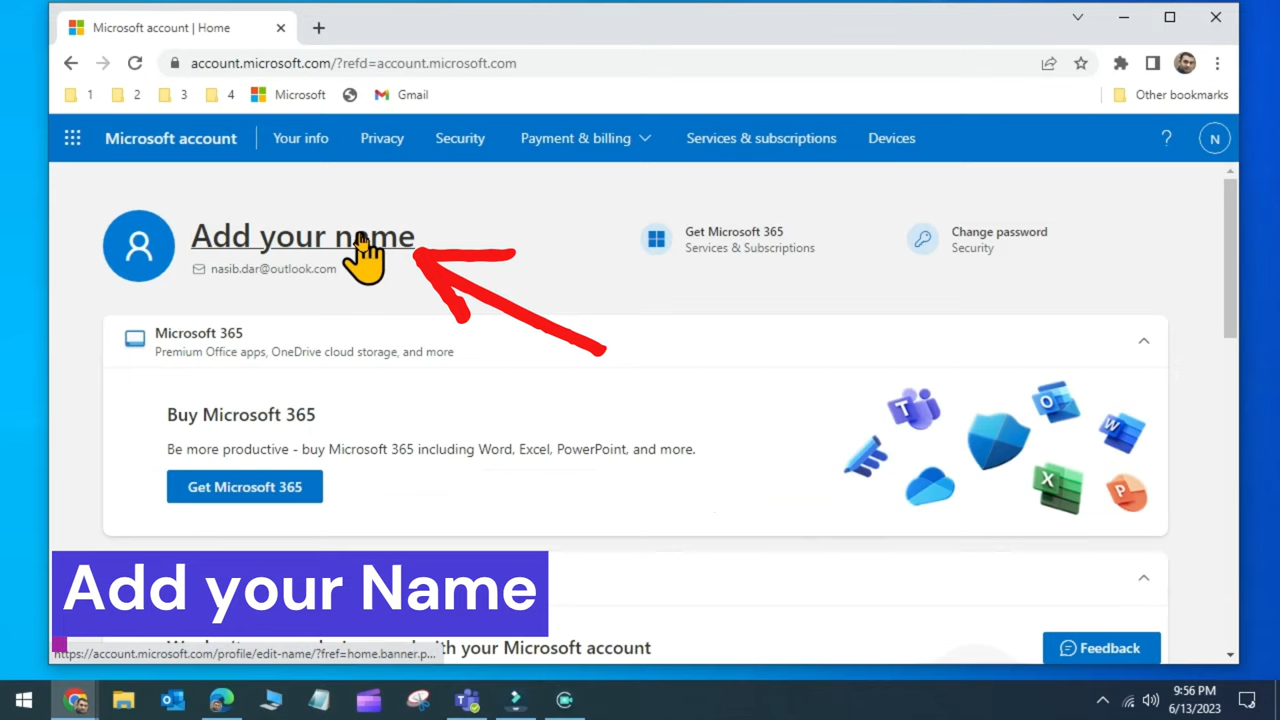 Microsoft account | Home
account.microsoft.com/?refd=account.microsoft.com
1 2 3 4 Microsoft Gmail Other bookmarks
Microsoft account Your info Privacy Security Payment & billing Services & subscriptions Devices ? N
Add your name
nasib.dar@outlook.com
Get Microsoft 365
Services & Subscriptions
Change password
Security
Microsoft 365
Premium Office apps, OneDrive cloud storage, and more
Buy Microsoft 365
Be more productive - buy Microsoft 365 including Word, Excel, PowerPoint, and more.
Get Microsoft 365
T
O
W
X
P
Add your Name
your Microsoft account
Feedback
https://account.microsoft.com/profile/edit-name/?fref=home.banner.p...
9:56 PM
6/13/2023